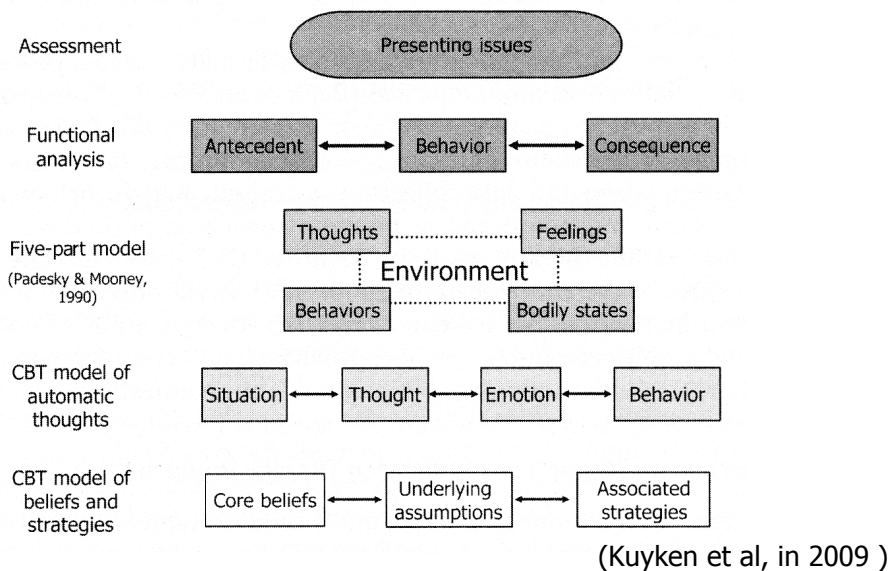 Assessment
Presenting issues
Functional
analysis
Antecedent
Behavior
Consequence
Five-part model
(Padesky & Mooney,
1990)
Thoughts
Feelings
Environment
Behaviors
Bodily states
CBT model of
automatic
thoughts
Situation
Thought
Emotion
Behavior
CBT model of
beliefs and
strategies
Core beliefs
Underlying
assumptions
Associated
strategies
(Kuyken et al, in 2009 )